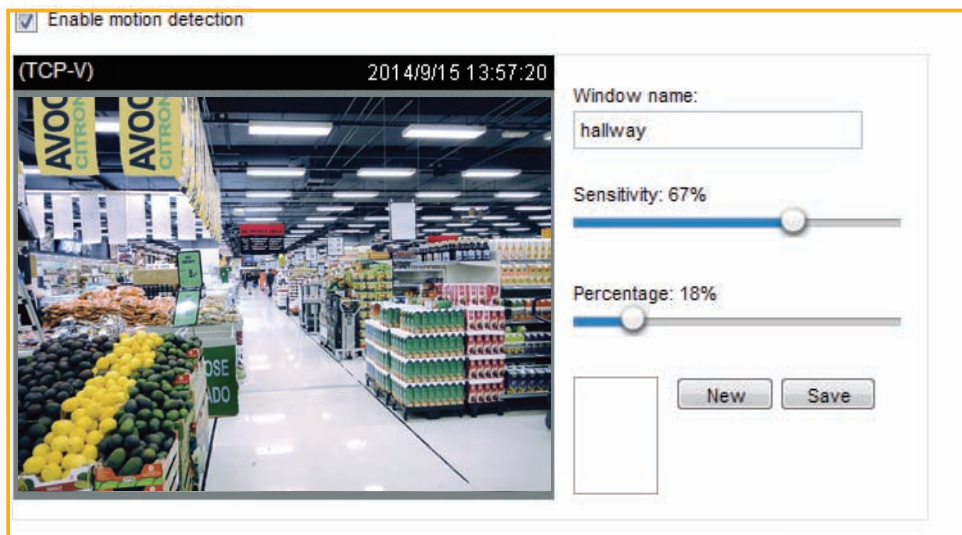 Enable motion detection
(TCP-V) 2014/9/15 13:57:20
Window name:
hallway
Sensitivity: 67%
Percentage: 18%
New Save
AVOC
CITRON
AVOC
CITRON
OSE
ADO